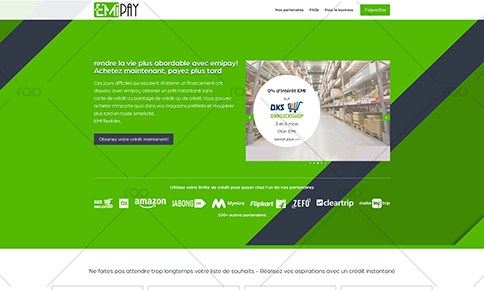 EMiPAY
Nos partenaires FAQs Pour le business S'identifier
rendre la vie plus abordable avec emipay!
Achetez maintenant, payez plus tard
Ces jours difficiles qui essaient d'obtenir un financement ont
disparu. avec emipay, obtenez un prêt instantané sans
carte de crédit ou pointage de crédit ou de crédit. Vous pouvez
acheter n'importe quoi dans vos magasins préférés et récupérer
plus tard en toute simplicité.
EMI flexibles.
Obtenez votre crédit maintenant!
0% d'intérêt EMI
sur
DKS
DARKLICKSHOP
3 et 6 mois
Plan EMI
Utilisez votre limite de crédit pour payer chez l'un de nos partenaires
DKS amazon JABONG Myntra Flipkart ZEFO cleartrip make my trip
100+ autres partenaires
Ne faites pas attendre trop longtemps votre liste de souhaits - Réalisez vos aspirations avec un crédit instantané